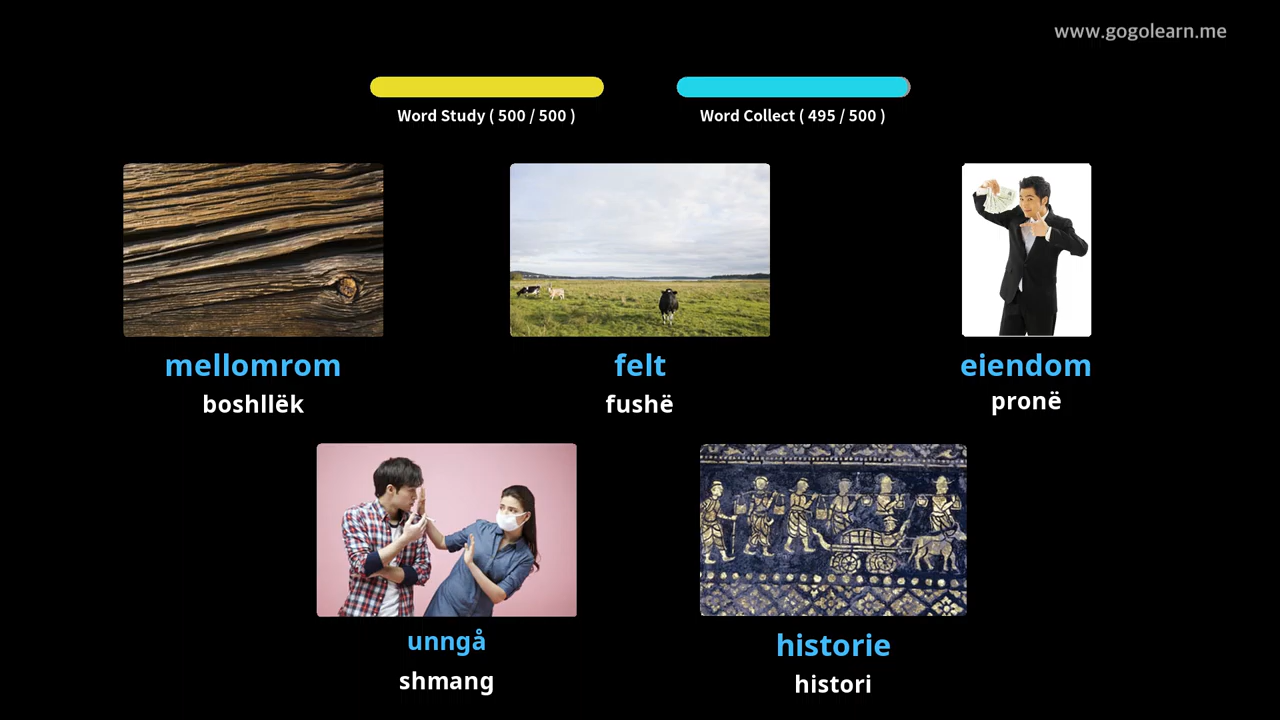 www.gogolearn.me
Word Study ( 500 / 500 )
Word Collect ( 495 / 500 )
mellomrom
boshllëk
felt
fushë
eiendom
pronë
unngå
shmang
historie
histori